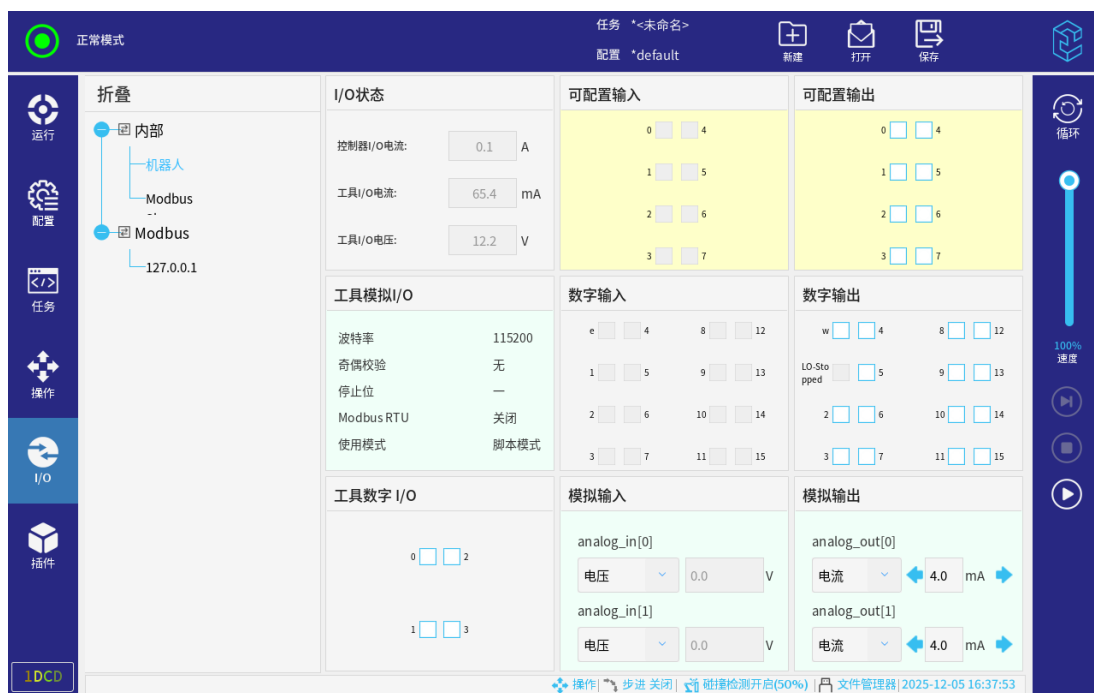 正常模式
任务 *<未命名>
配置 *default
新建
打开
保存
运行
配置
任务
操作
I/O
插件
1DCD
折叠
内部
机器人
Modbus
Modbus
127.0.0.1
I/O状态
控制器I/O电流: 0.1 A
工具I/O电流: 65.4 mA
工具I/O电压: 12.2 V
可配置输入
0 4
1 5
2 6
3 7
可配置输出
0 4
1 5
2 6
3 7
工具模拟I/O
波特率 115200
奇偶校验 无
停止位 一
Modbus RTU 关闭
使用模式 脚本模式
数字输入
e 4 8 12
1 5 9 13
2 6 10 14
3 7 11 15
数字输出
w 4 8 12
LO-Sto
pped 5 9 13
2 6 10 14
3 7 11 15
工具数字 I/O
0 2
1 3
模拟输入
analog_in[0]
电压 0.0 V
analog_in[1]
电压 0.0 V
模拟输出
analog_out[0]
电流 4.0 mA
analog_out[1]
电流 4.0 mA
循环
100%
速度
操作| 步进 关闭| 碰撞检测开启(50%) | 文件管理器| 2025-12-05 16:37:53